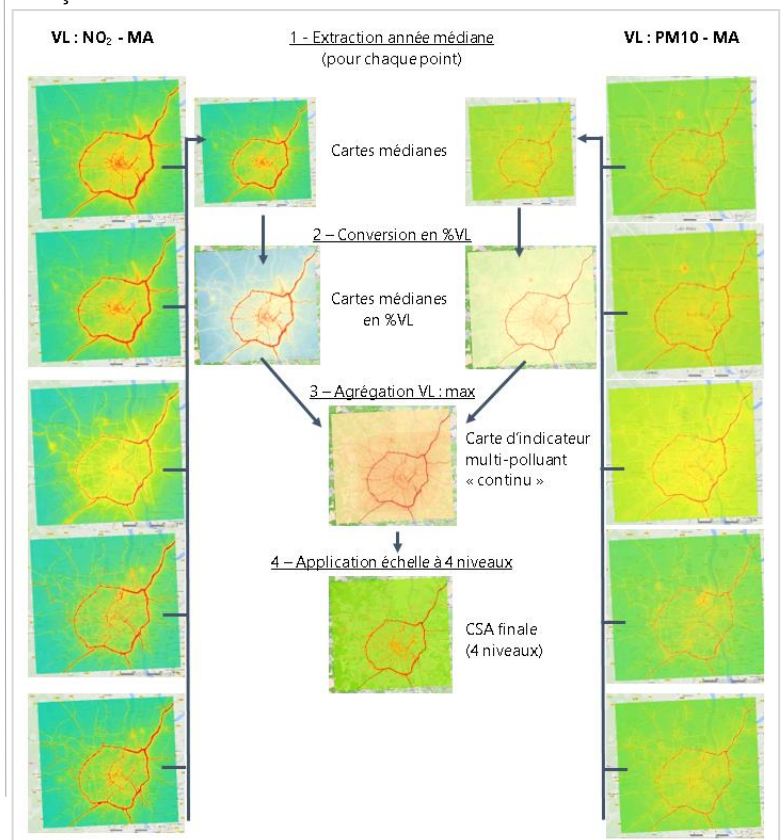 VL : NO₂ - MA
1 - Extraction année médiane
(pour chaque point)
VL : PM10 - MA
Cartes médianes
2 – Conversion en %VL
Cartes médianes
en %VL
3 – Agrégation VL : max
Carte d'indicateur
multi-polluant
« continu »
4 – Application échelle à 4 niveaux
CSA finale
(4 niveaux)